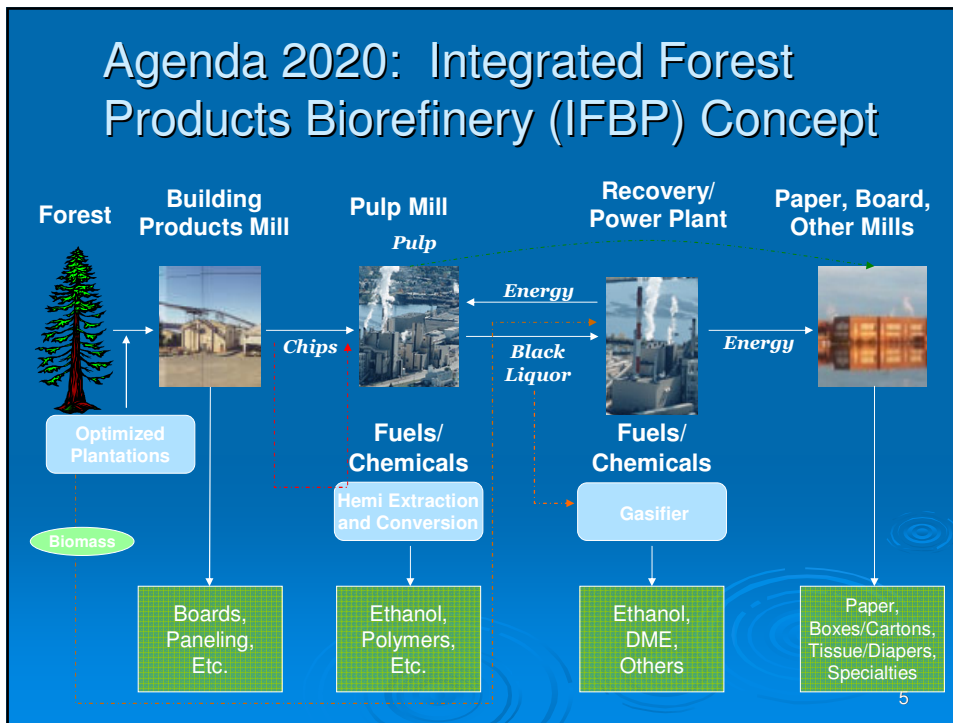 Agenda 2020: Integrated Forest
Products Biorefinery (IFBP) Concept
Forest
Building
Products Mill
Pulp Mill
Recovery/
Power Plant
Paper, Board,
Other Mills
Pulp
Energy
Chips
Black
Liquor
Energy
Optimized
Plantations
Fuels/
Chemicals
Fuels/
Chemicals
Hemi Extraction
and Conversion
Gasifier
Biomass
Boards,
Paneling,
Etc.
Ethanol,
Polymers,
Etc.
Ethanol,
DME,
Others
Paper,
Boxes/Cartons,
Tissue/Diapers,
Specialties
5